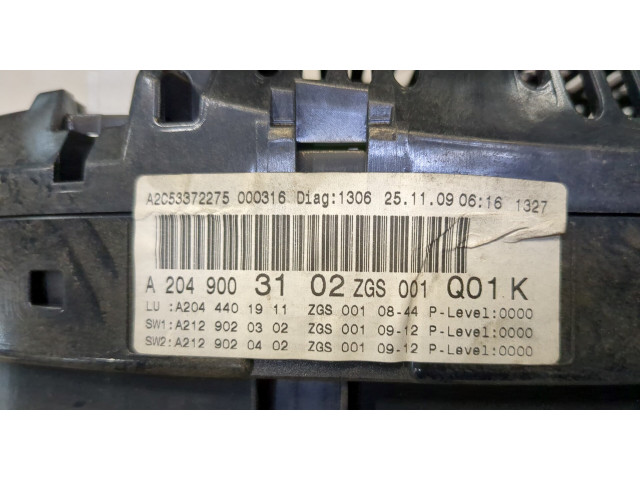 A2C53372275 000316 Diag:1306 25.11.09 06:16 1327
A 204 900 31 02 ZGS 001 Q01 K
LU :A204 440 19 11 ZGS 001 08-44 P-Level:0000
SW1:A212 902 03 02 ZGS 001 09-12 P-Level:0000
SW2:A212 902 04 02 ZGS 001 09-12 P-Level:0000